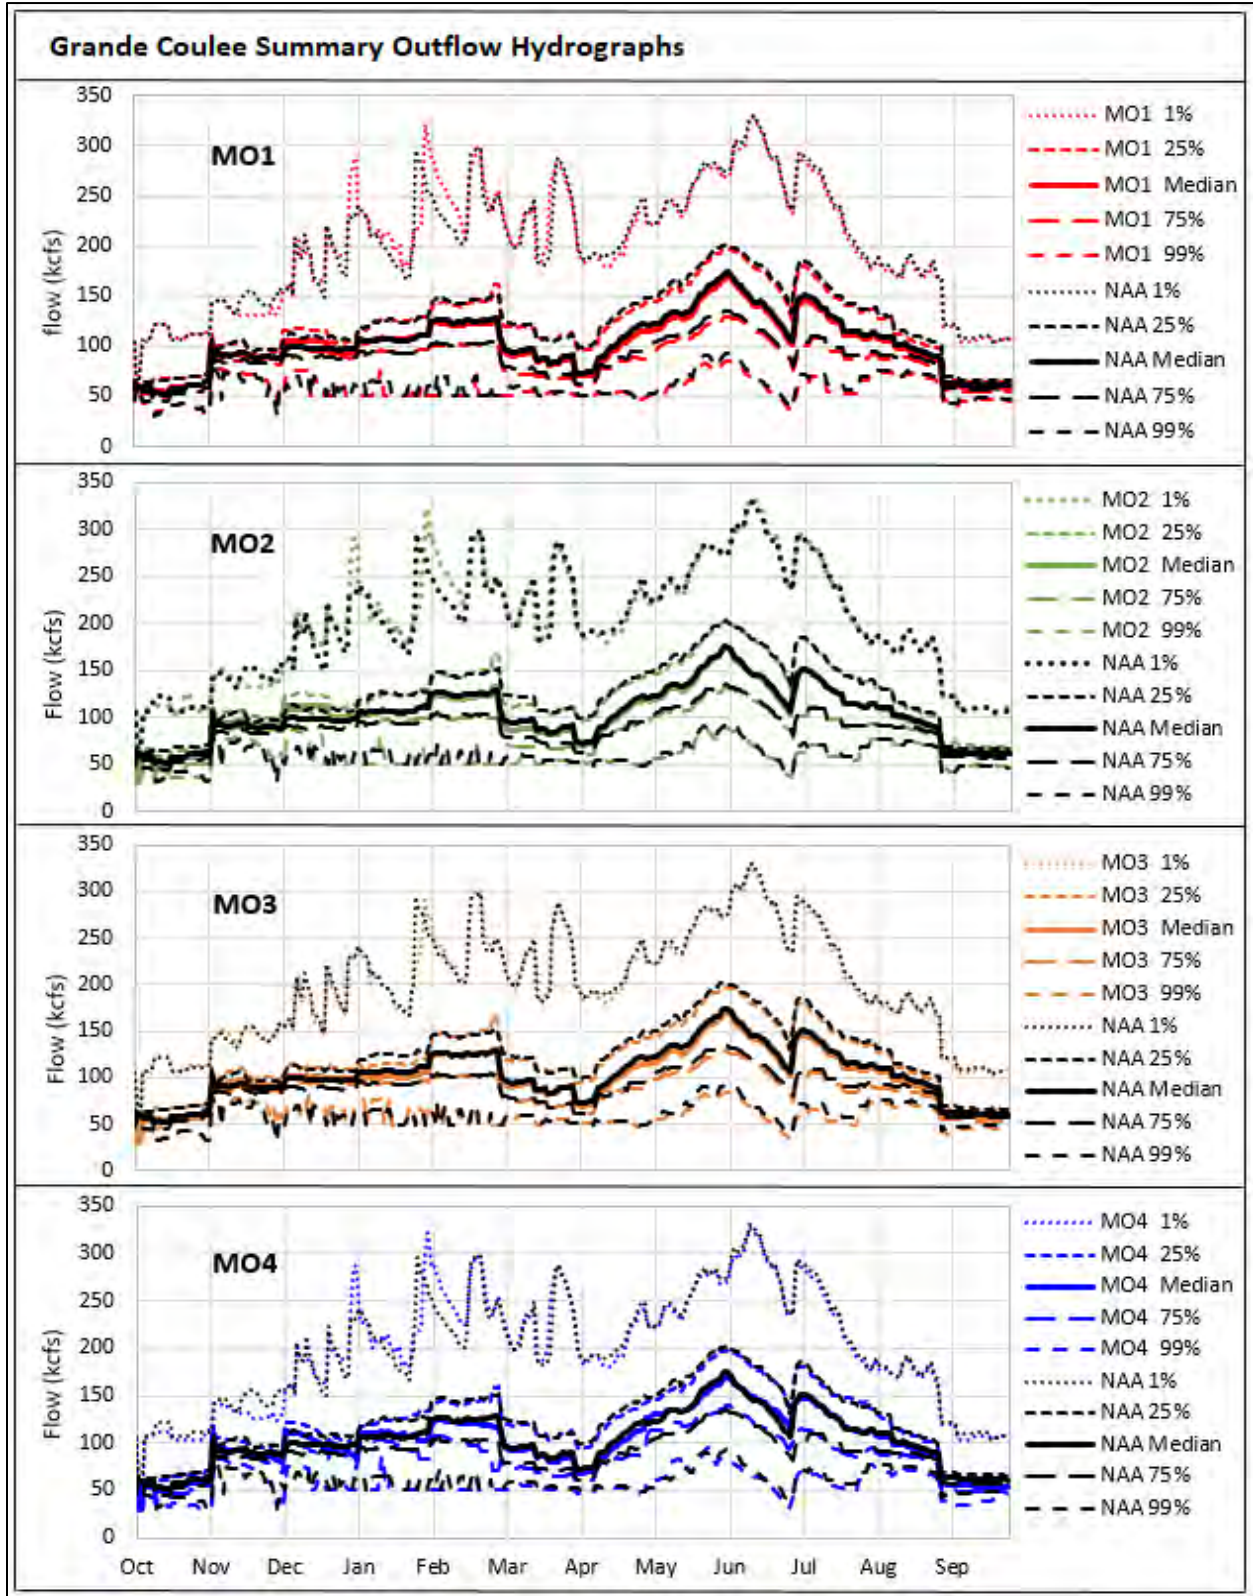 Grande Coulee Summary Outflow Hydrographs
350
300
250
200
150
100
50
0
flow (kcfs)
MO1
MO1 1%
MO1 25%
MO1 Median
MO1 75%
MO1 99%
NAA 1%
NAA 25%
NAA Median
NAA 75%
NAA 99%
350
300
250
200
150
100
50
0
Flow (kcfs)
MO2
MO2 1%
MO2 25%
MO2 Median
MO2 75%
MO2 99%
NAA 1%
NAA 25%
NAA Median
NAA 75%
NAA 99%
350
300
250
200
150
100
50
0
Flow (kcfs)
MO3
MO3 1%
MO3 25%
MO3 Median
MO3 75%
MO3 99%
NAA 1%
NAA 25%
NAA Median
NAA 75%
NAA 99%
350
300
250
200
150
100
50
0
Flow (kcfs)
MO4
MO4 1%
MO4 25%
MO4 Median
MO4 75%
MO4 99%
NAA 1%
NAA 25%
NAA Median
NAA 75%
NAA 99%
Oct Nov Dec Jan Feb Mar Apr May Jun Jul Aug Sep